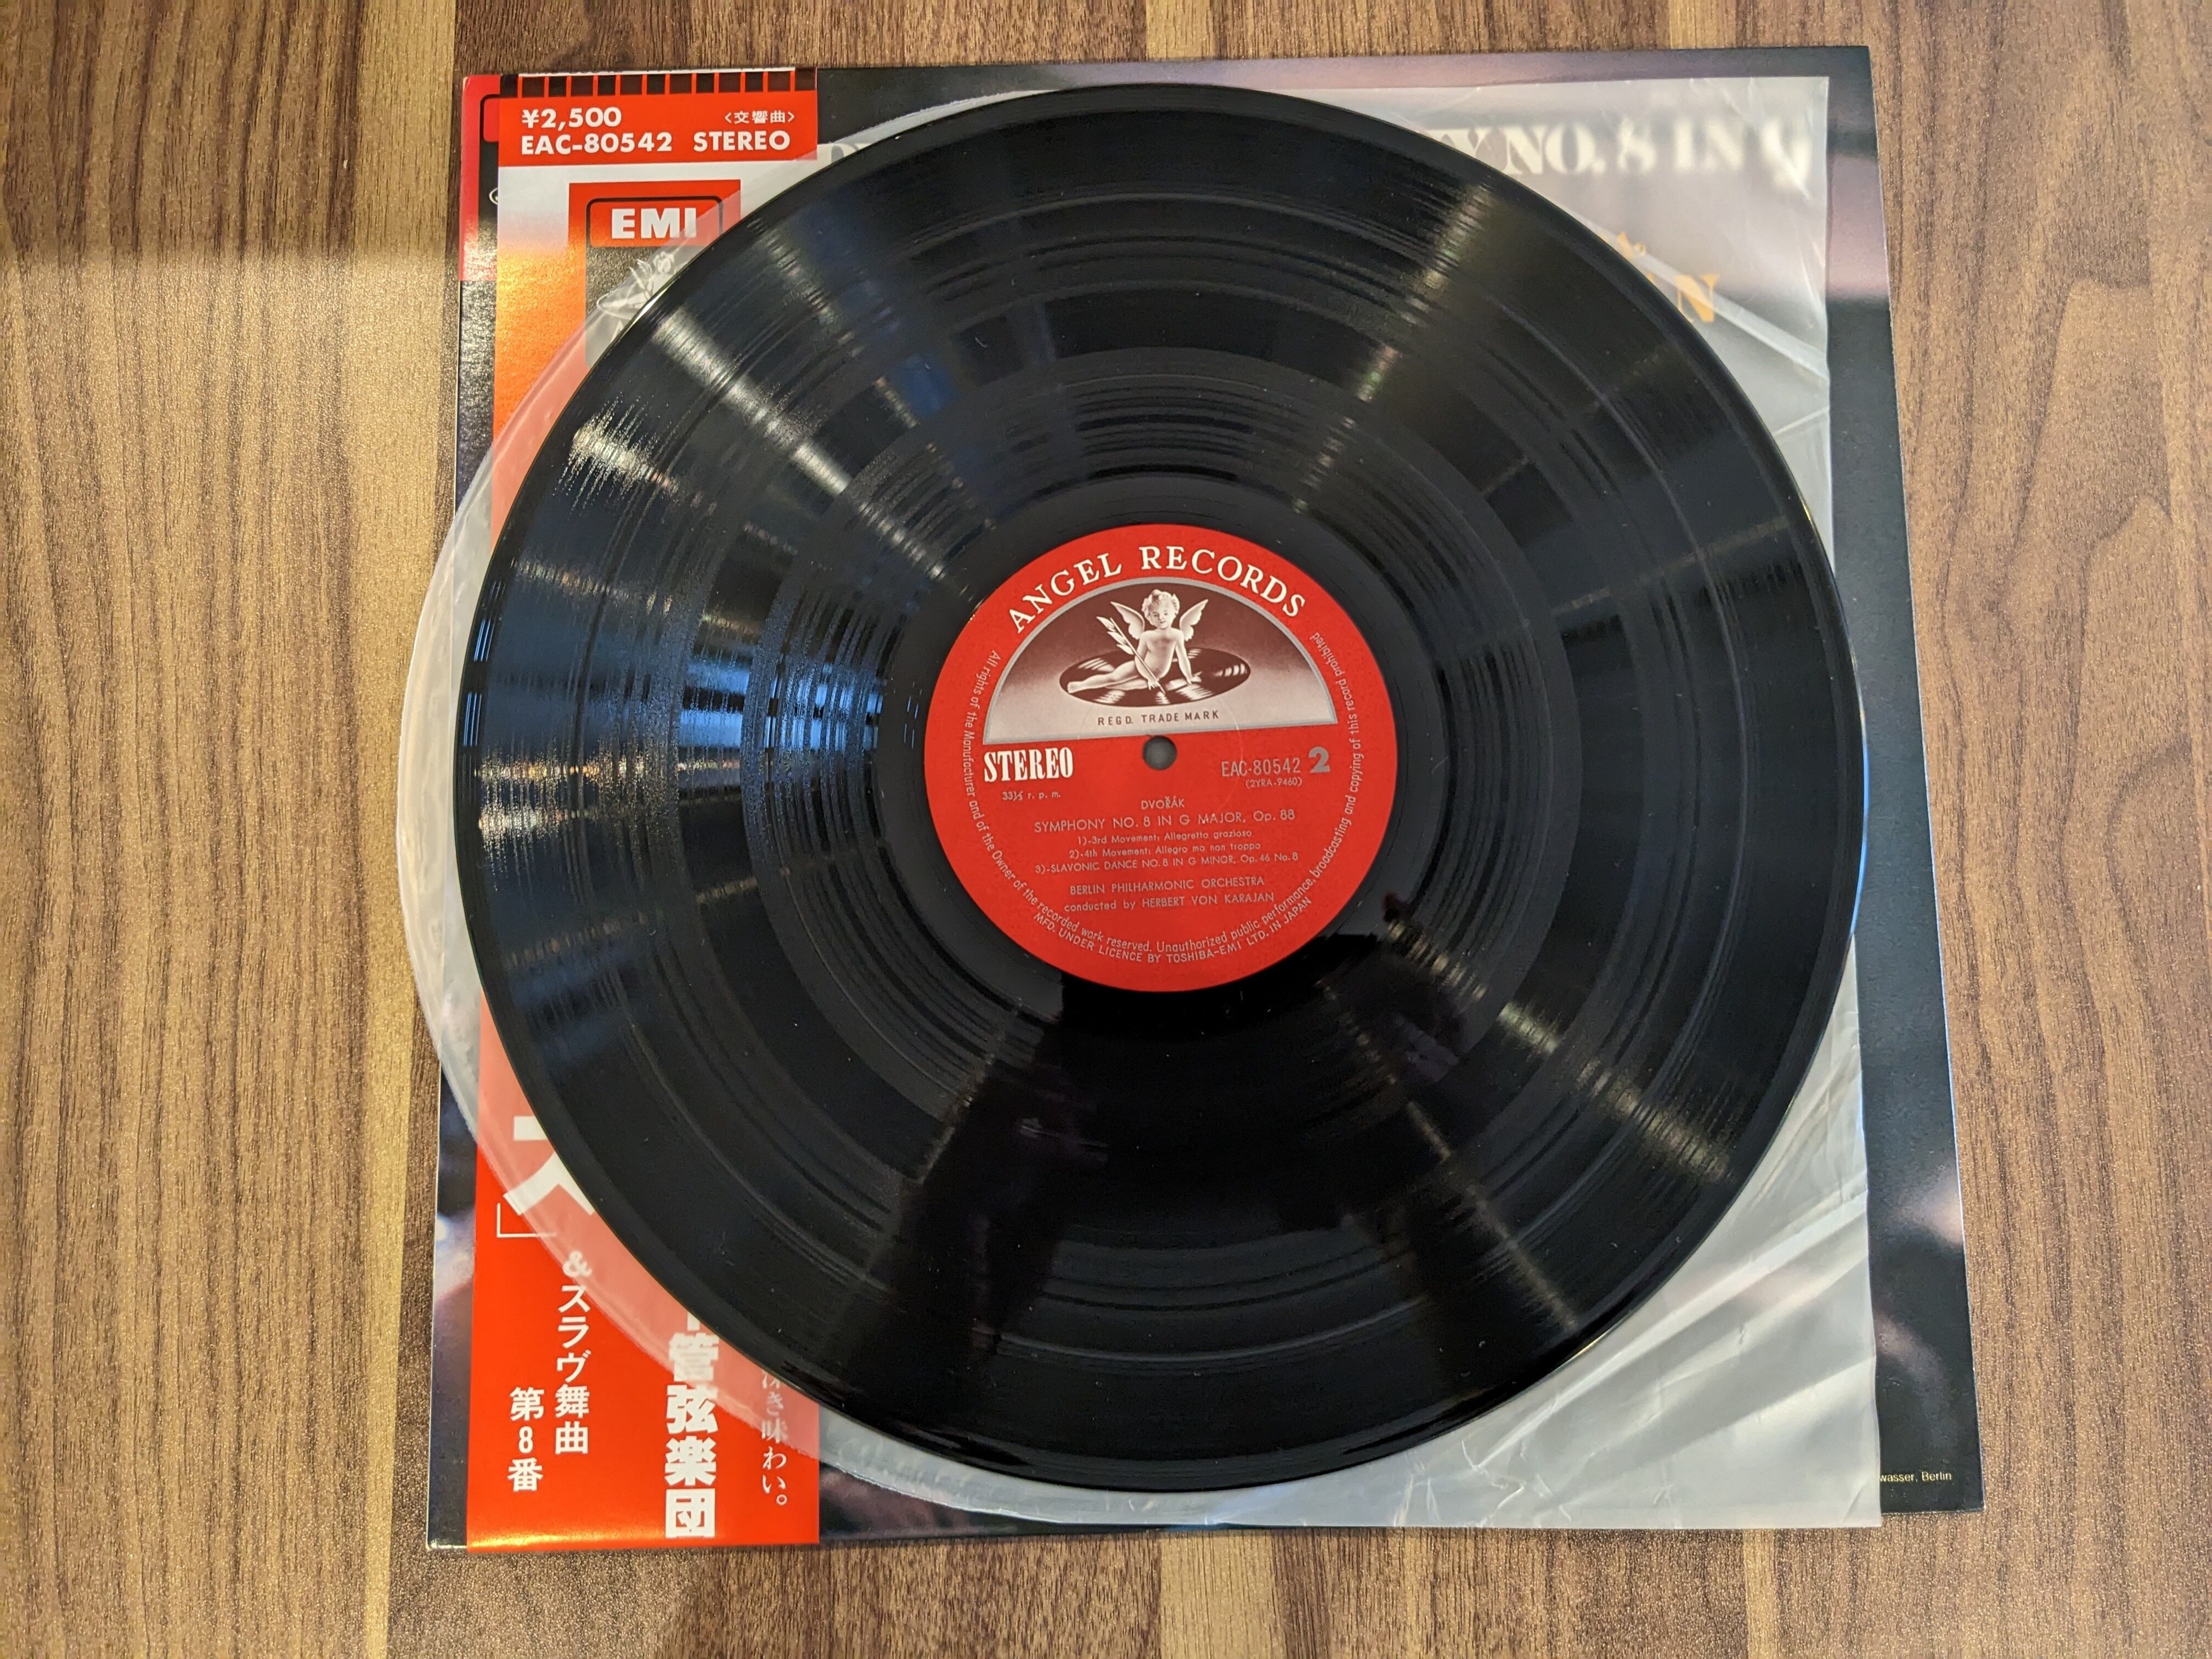 ¥2,500 〈交響曲〉
EAC-80542 STEREO
EMI
NO. 8 IN G
N
ANGEL RECORDS
REGD. TRADE MARK
STEREO
EAC-80542 2
(2YRA-9460)
33⅓ r. p. m.
DVOŘÁK
SYMPHONY NO. 8 IN G MAJOR, Op. 88
1)-3rd Movement: Allegretto grazioso
2)-4th Movement: Allegro ma non troppo
3)-SLAVONIC DANCE NO. 8 IN G MINOR, Op. 46 No. 8
BERLIN PHILHARMONIC ORCHESTRA
conducted by HERBERT VON KARAJAN
All rights of the Manufacturer and of the Owner of the recorded work reserved. Unauthorized public performance, broadcasting and copying of this record prohibited
MFD. UNDER LICENCE BY TOSHIBA-EMI LTD. IN JAPAN
き味わい。
管弦楽団
&スラヴ舞曲
第8番
wasser, Berlin